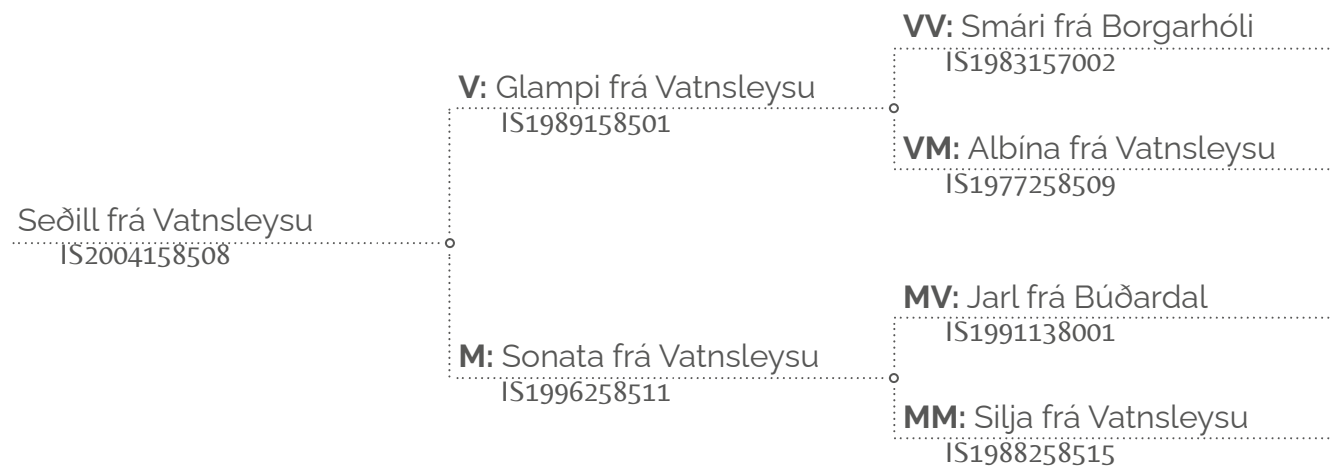 VV: Smári frá Borgarhóli
IS1983157002
V: Glampi frá Vatnsleysu
IS1989158501
VM: Albína frá Vatnsleysu
IS1977258509
Seðill frá Vatnsleysu
IS2004158508
MV: Jarl frá Búðardal
IS1991138001
M: Sonata frá Vatnsleysu
IS1996258511
MM: Silja frá Vatnsleysu
IS1988258515